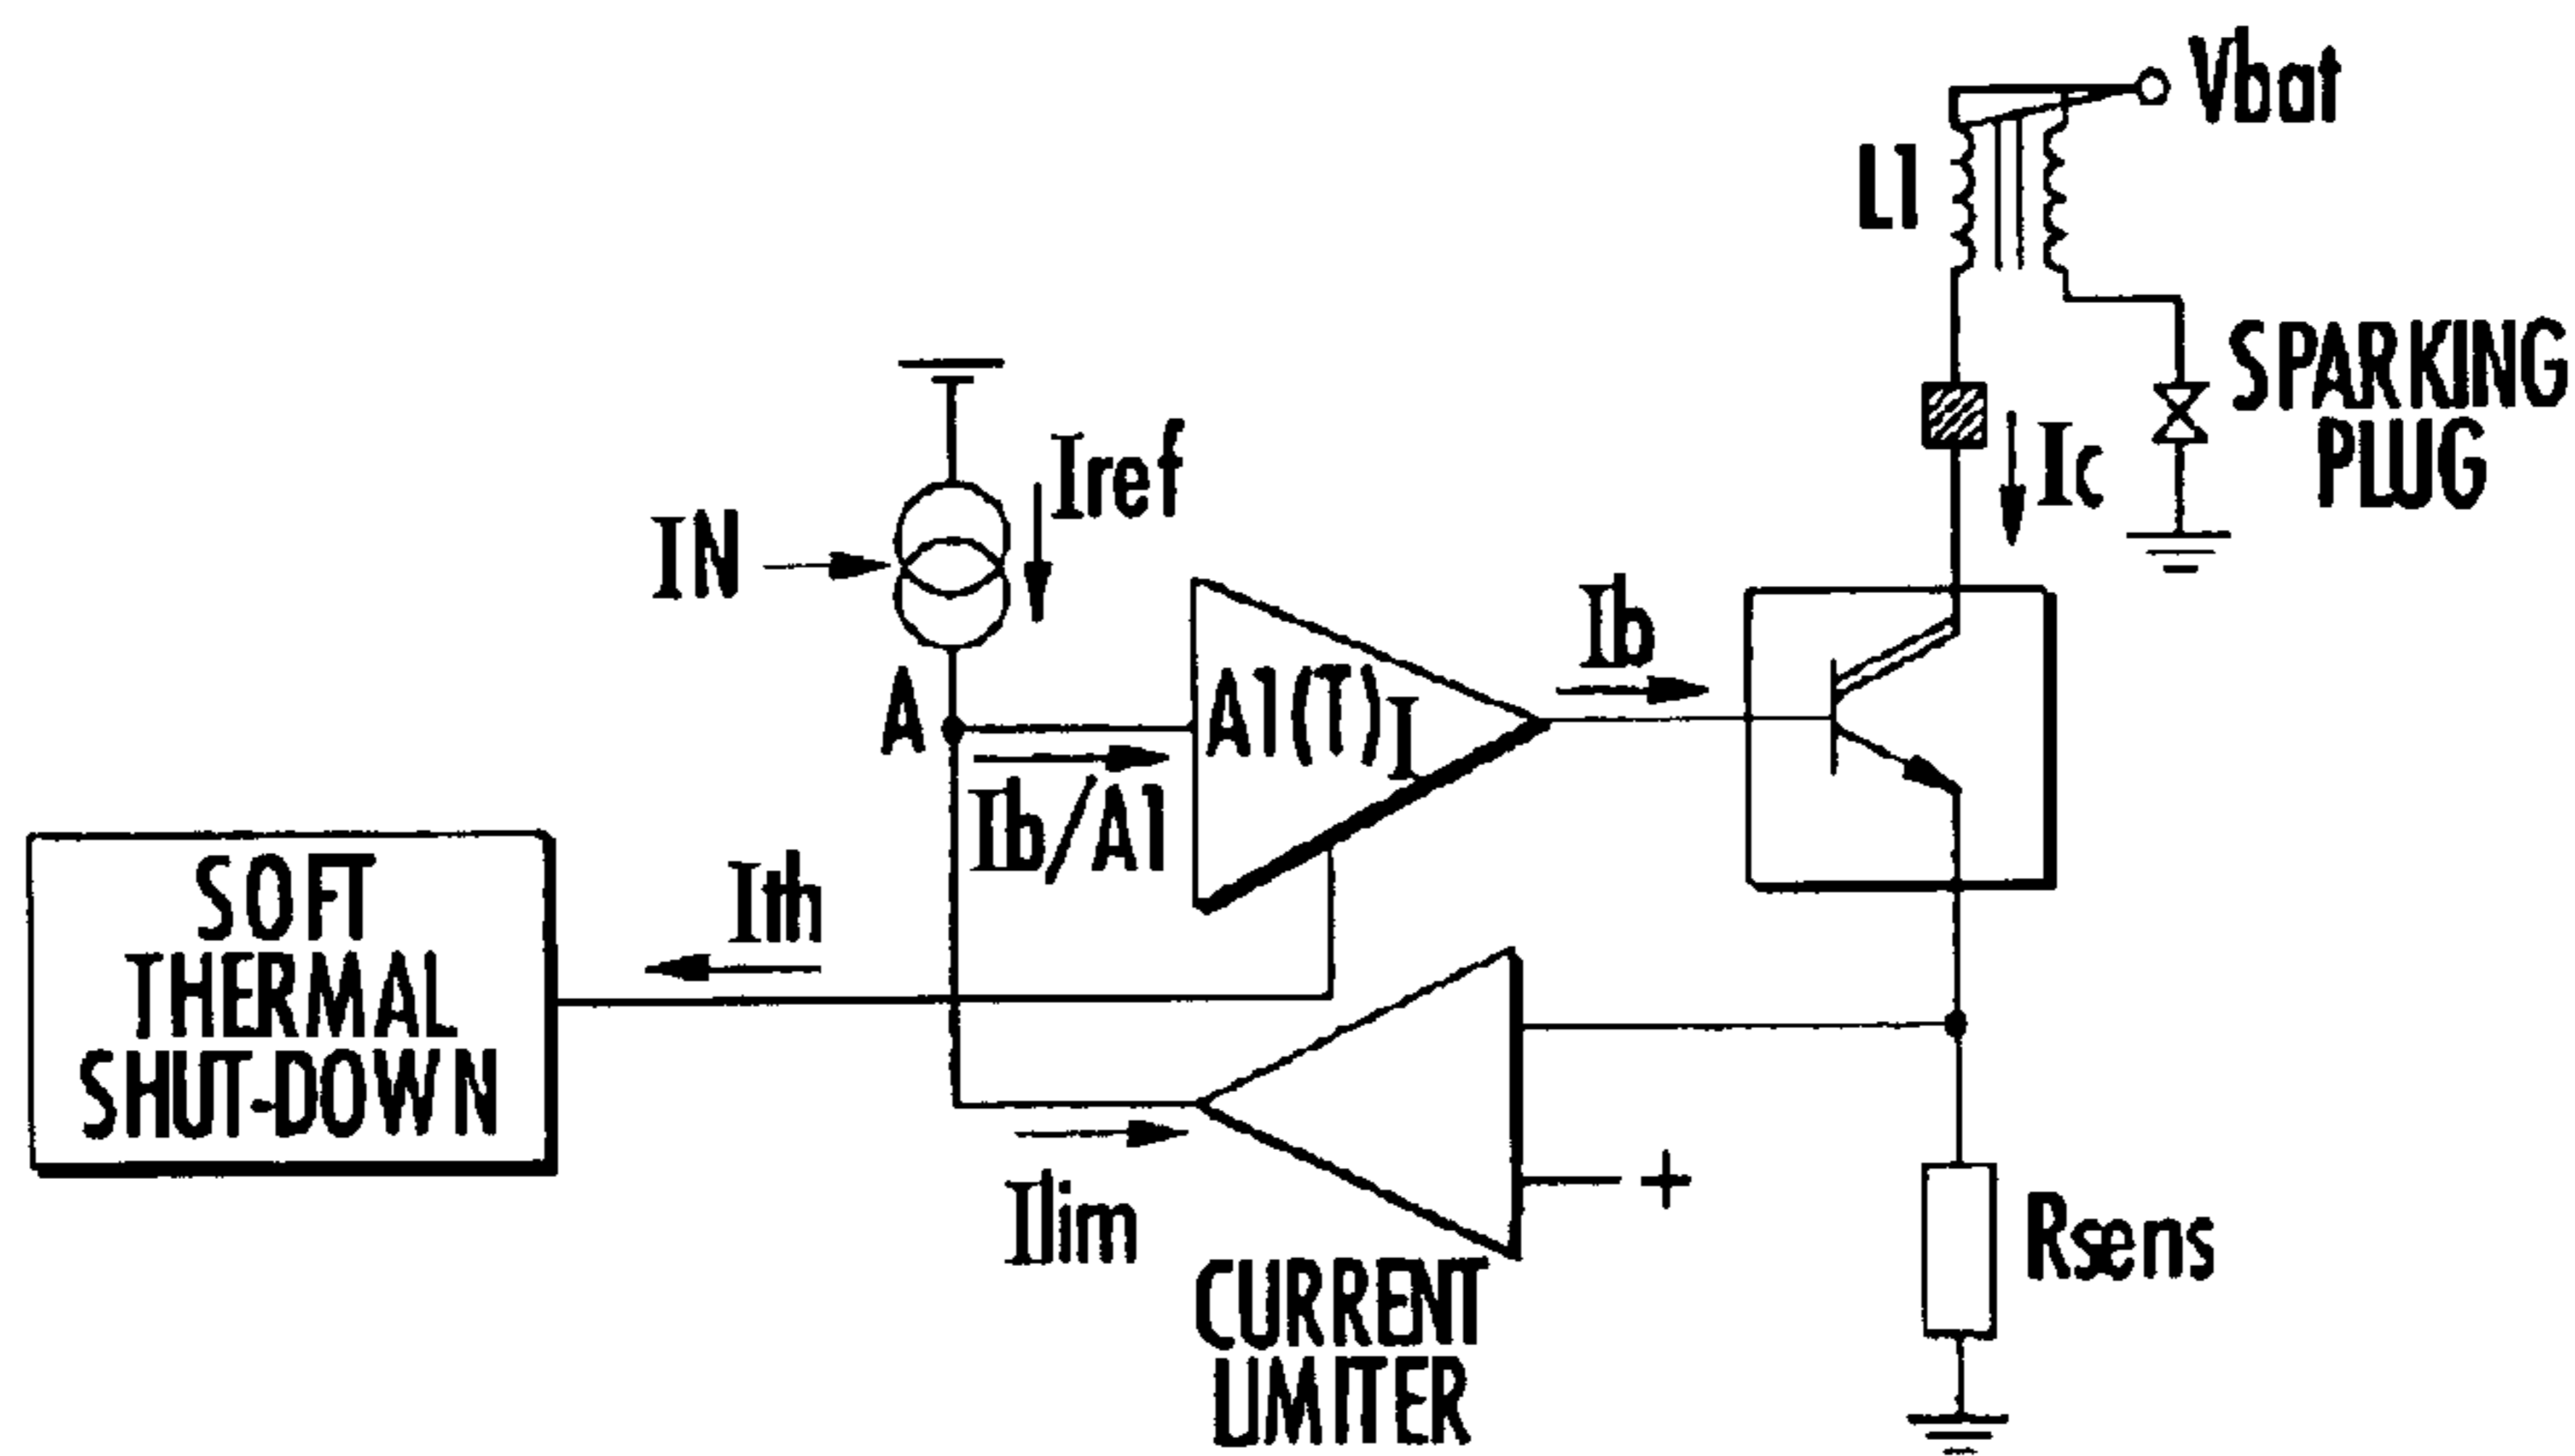 Vbat
L1
SPARKING
PLUG
Ic
Iref
IN
Ib
A
A1(T)I
Ib/A1
Ith
SOFT
THERMAL
SHUT-DOWN
Ilim
+
Rsens
CURRENT
LIMITER